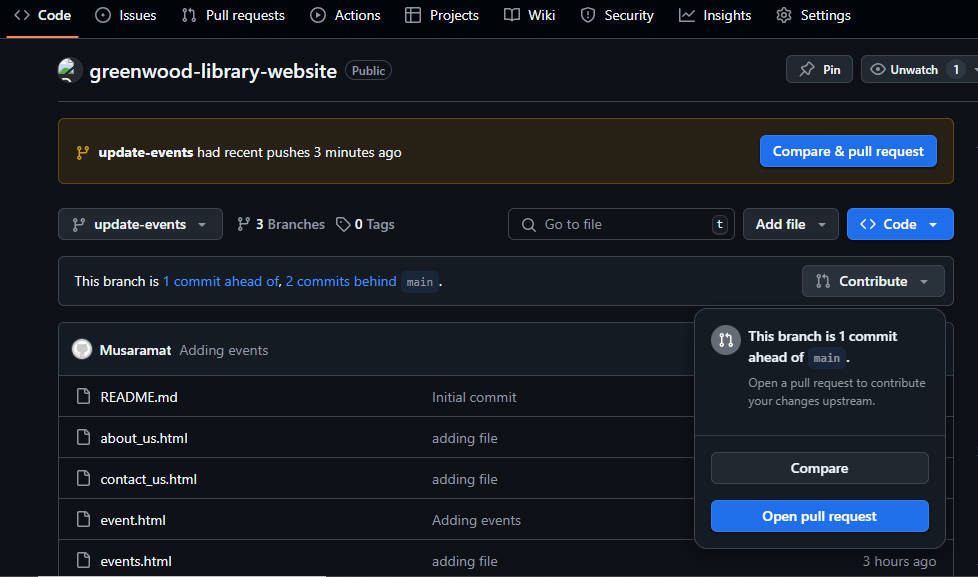 Code Issues Pull requests Actions Projects Wiki Security Insights Settings
greenwood-library-website Public Pin Unwatch 1
update-events had recent pushes 3 minutes ago Compare & pull request
update-events 3 Branches 0 Tags Go to file t Add file Code
This branch is 1 commit ahead of, 2 commits behind main . Contribute
This branch is 1 commit
ahead of main .
Open a pull request to contribute
your changes upstream.
Compare
Open pull request
Musaramat Adding events
README.md Initial commit
about_us.html adding file
contact_us.html adding file
event.html Adding events
events.html adding file 3 hours ago